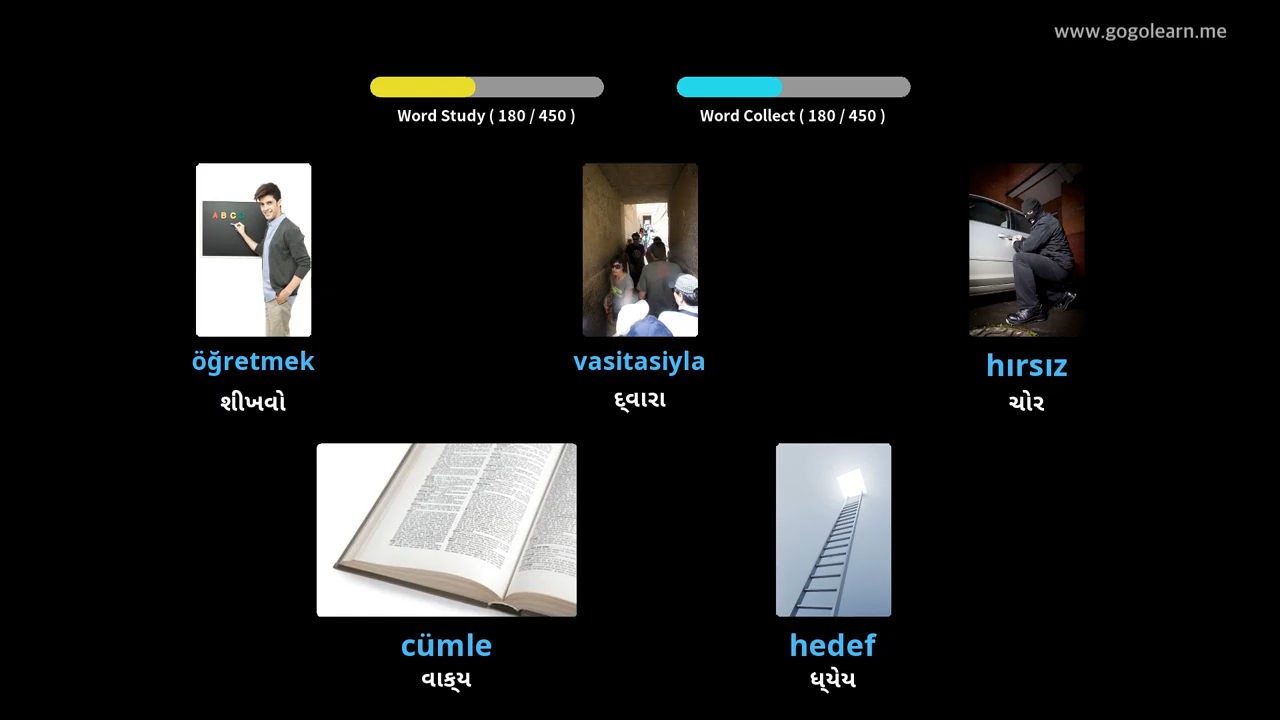 www.gogolearn.me
Word Study ( 180 / 450 )
Word Collect ( 180 / 450 )
A B C D
öğretmek
શીખવો
vasitasiyla
દ્વારા
hırsız
ચોર
cümle
વાક્ય
hedef
ધ્યેય